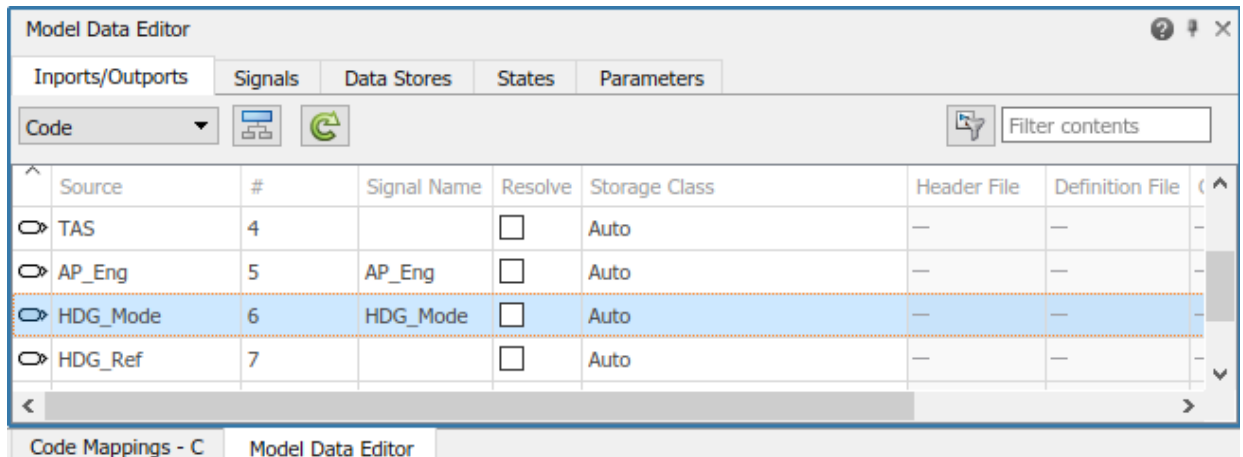 Model Data Editor
Inports/Outports Signals Data Stores States Parameters
Code Filter contents
Source # Signal Name Resolve Storage Class Header File Definition File
TAS 4 Auto — —
AP_Eng 5 AP_Eng Auto — —
HDG_Mode 6 HDG_Mode Auto — —
HDG_Ref 7 Auto — —
Code Mappings - C Model Data Editor